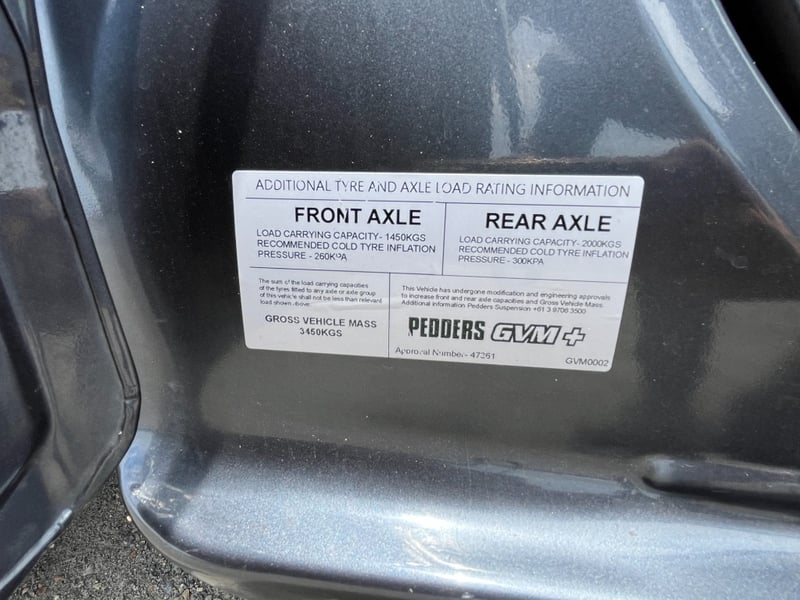 ADDITIONAL TYRE AND AXLE LOAD RATING INFORMATION
FRONT AXLE
LOAD CARRYING CAPACITY- 1450KGS
RECOMMENDED COLD TYRE INFLATION
PRESSURE - 260KPA
REAR AXLE
LOAD CARRYING CAPACITY- 2000KGS
RECOMMENDED COLD TYRE INFLATION
PRESSURE - 300KPA
The sum of the load carrying capacities
of the tyres fitted to any axle or axle group
of this vehicle shall not be less than relevant
load shown above
GROSS VEHICLE MASS
3450KGS
This Vehicle has undergone modification and engineering approvals
to increase front and rear axle capacities and Gross Vehicle Mass.
Additional information Pedders Suspension +61 3 9706 3500
PEDDERS GVM+
Approval Number- 47261
GVM0002